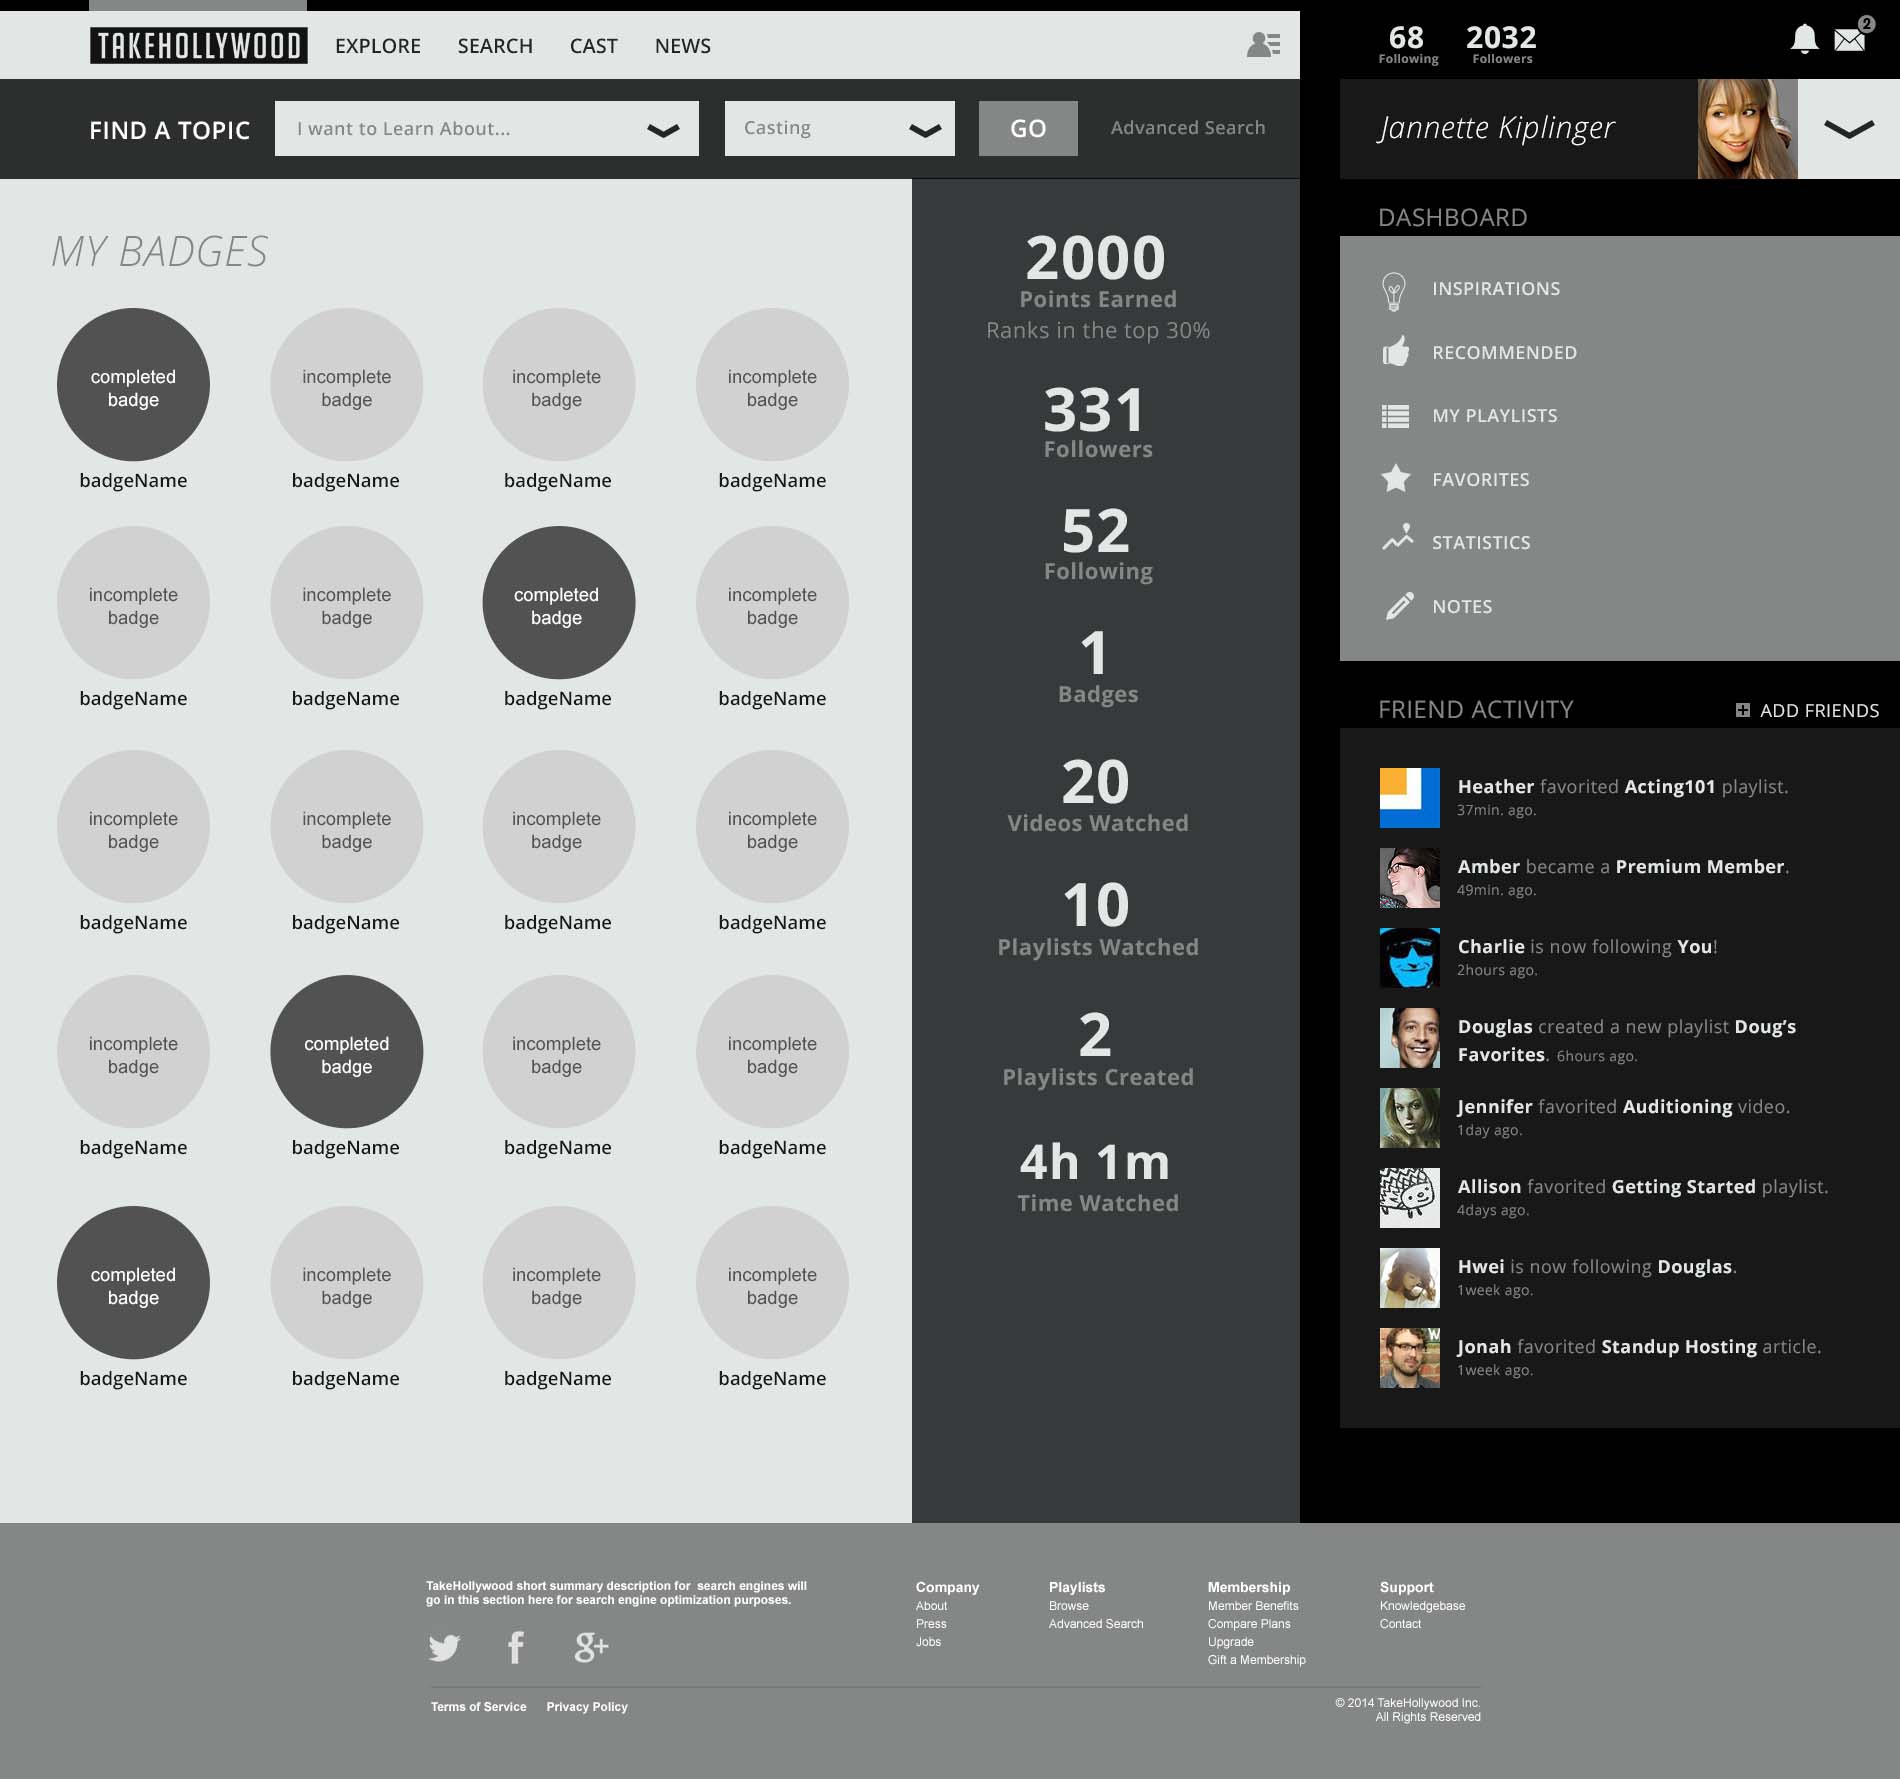 TAKEHOLLYWOOD EXPLORE SEARCH CAST NEWS
68 2032
Following Followers
2
FIND A TOPIC I want to Learn About... Casting GO Advanced Search
Jannette Kiplinger
MY BADGES
completed badge
incomplete badge
incomplete badge
incomplete badge
badgeName badgeName badgeName badgeName
incomplete badge
incomplete badge
completed badge
incomplete badge
badgeName badgeName badgeName badgeName
incomplete badge
incomplete badge
incomplete badge
incomplete badge
badgeName badgeName badgeName badgeName
incomplete badge
completed badge
incomplete badge
incomplete badge
badgeName badgeName badgeName badgeName
completed badge
incomplete badge
incomplete badge
incomplete badge
badgeName badgeName badgeName badgeName
2000
Points Earned
Ranks in the top 30%
331
Followers
52
Following
1
Badges
20
Videos Watched
10
Playlists Watched
2
Playlists Created
4h 1m
Time Watched
DASHBOARD
INSPIRATIONS
RECOMMENDED
MY PLAYLISTS
FAVORITES
STATISTICS
NOTES
FRIEND ACTIVITY ADD FRIENDS
Heather favorited Acting101 playlist.
37min. ago.
Amber became a Premium Member.
49min. ago.
Charlie is now following You!
2hours ago.
Douglas created a new playlist Doug’s
Favorites. 6hours ago.
Jennifer favorited Auditioning video.
1day ago.
Allison favorited Getting Started playlist.
4days ago.
Hwei is now following Douglas.
1week ago.
Jonah favorited Standup Hosting article.
1week ago.
TakeHollywood short summary description for search engines will
go in this section here for search engine optimization purposes.
g+
Company
About
Press
Jobs
Playlists
Browse
Advanced Search
Membership
Member Benefits
Compare Plans
Upgrade
Gift a Membership
Support
Knowledgebase
Contact
Terms of Service Privacy Policy
© 2014 TakeHollywood Inc.
All Rights Reserved